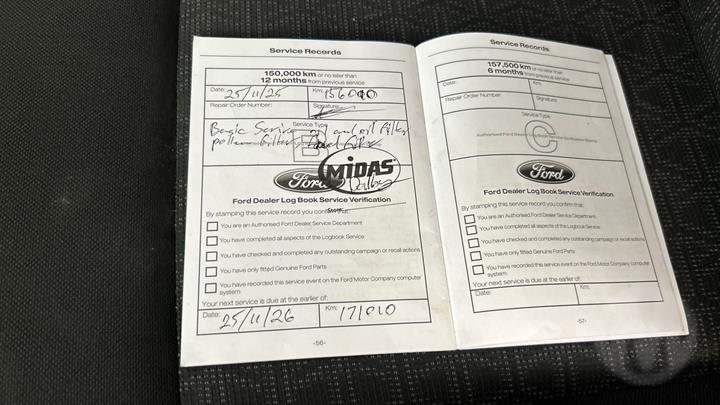 Service Records
150,000 km or no later than
12 months from previous service
Date: 25/11/25 Km: 156010
Repair Order Number: Signature:
Service Type
Basic Service oil and oil filter
pollen filter
B
Ford
MIDAS
Dalby
Ford Dealer Log Book Service Verification
By stamping this service record you confirm that:
You are an Authorised Ford Dealer Service Department
You have completed all aspects of the Logbook Service
You have checked and completed any outstanding campaign or recall actions
You have only fitted Genuine Ford Parts
You have recorded this service event on the Ford Motor Company computer
system
Your next service is due at the earlier of:
Date: 25/11/26 Km: 171010
-56-
Service Records
157,500 km or no later than
6 months from previous service
Date: Km:
Repair Order Number: Signature
Service Type
C
Authorised Ford Dealer Log Book Service Verification Stamp
Ford
Ford Dealer Log Book Service Verification
By stamping this service record you confirm that:
You are an Authorised Ford Dealer Service Department
You have completed all aspects of the Logbook Service
You have checked and completed any outstanding campaign or recall actions
You have only fitted Genuine Ford Parts
You have recorded this service event on the Ford Motor Company computer
system
Your next service is due at the earlier of:
Date: Km:
-57-